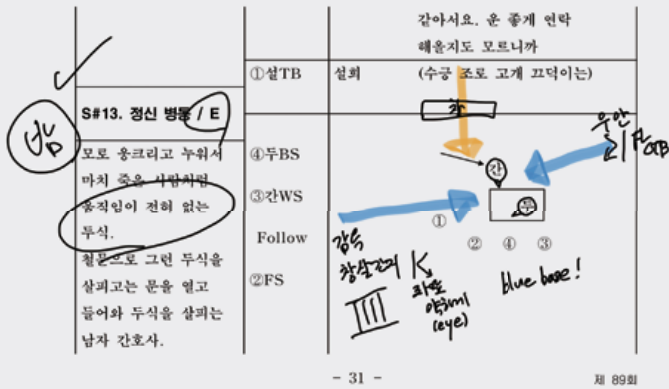 같아서요. 운 좋게 연락
해올지도 모르니까
①설TB 설희 (수긍 조로 고개 끄덕이는)
S#13. 정신 병동 / E
밤
창
모로 웅크리고 누워서
마치 죽은 사람처럼
움직임이 전혀 없는
두식.
철문으로 그런 두식을
살피고는 문을 열고
들어와 두식을 살피는
남자 간호사.
④두BS
③간WS
Follow
②FS
간
두
①
② ④ ③
감독
창살
blue base!
(eye)
- 31 -
제 89회